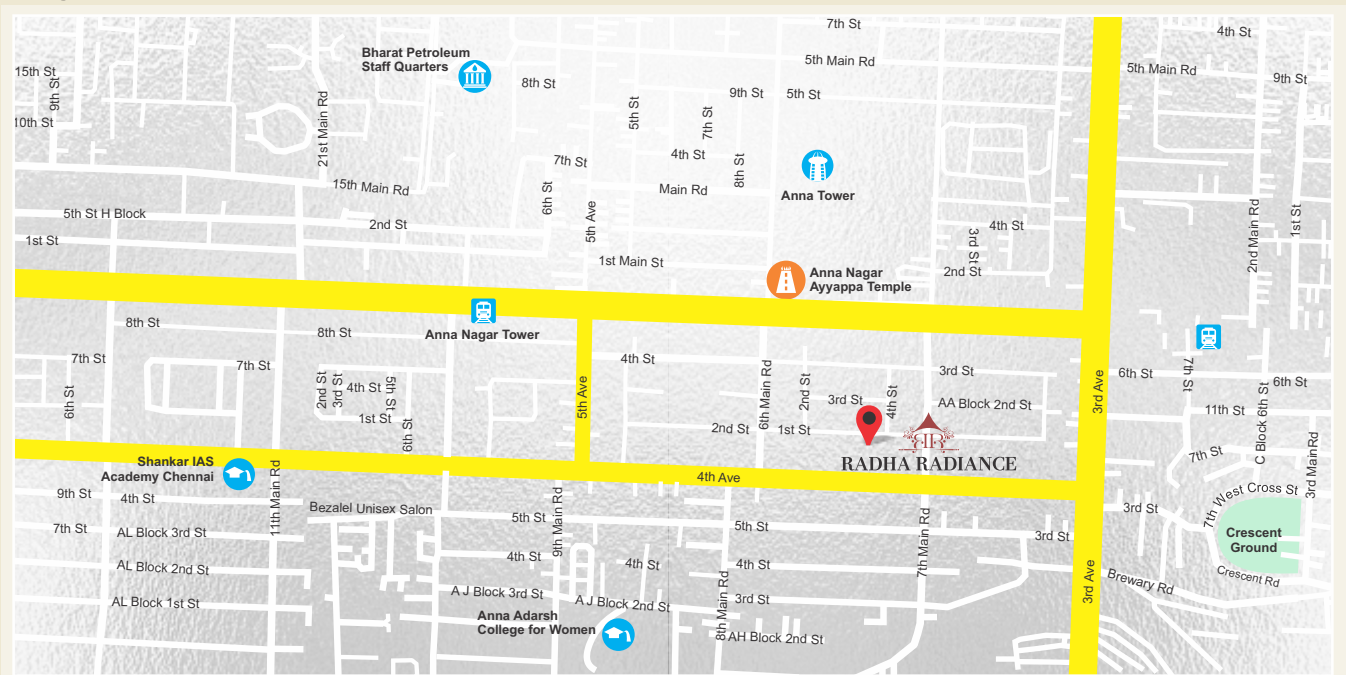 7th St
4th St
Bharat Petroleum
Staff Quarters
5th Main Rd
5th Main Rd
15th St
9th St
9th St
8th St
9th St
5th St
10th St
21st Main Rd
5th St
7th St
4th St
7th St
8th St
15th Main Rd
Main Rd
Anna Tower
6th St
5th Ave
5th St H Block
2nd St
4th St
2nd Main Rd
1st St
1st St
3rd St
1st Main St
2nd St
Anna Nagar
Ayyappa Temple
8th St
8th St
Anna Nagar Tower
7th St
7th St
4th St
3rd St
6th St
7th St
6th St
6th St
2nd St
3rd St
4th St
5th St
5th Ave
6th Main Rd
2nd St
3rd St
4th St
AA Block 2nd St
3rd Ave
11th St
C Block 6th St
1st St
6th St
2nd St
1st St
RADHA RADIANCE
7th St
3rd MainRd
Shankar IAS
Academy Chennai
11th Main Rd
4th Ave
9th St
4th St
Bezalel Unisex Salon
5th St
9th Main Rd
5th St
7th Main Rd
3rd St
3rd St
7th West Cross St
7th St
AL Block 3rd St
Crescent
Ground
4th St
4th St
4th St
AL Block 2nd St
Brewary Rd
Crescent Rd
3rd Ave
A J Block 3rd St
A J Block 2nd St
8th Main Rd
3rd St
AL Block 1st St
Anna Adarsh
College for Women
AH Block 2nd St